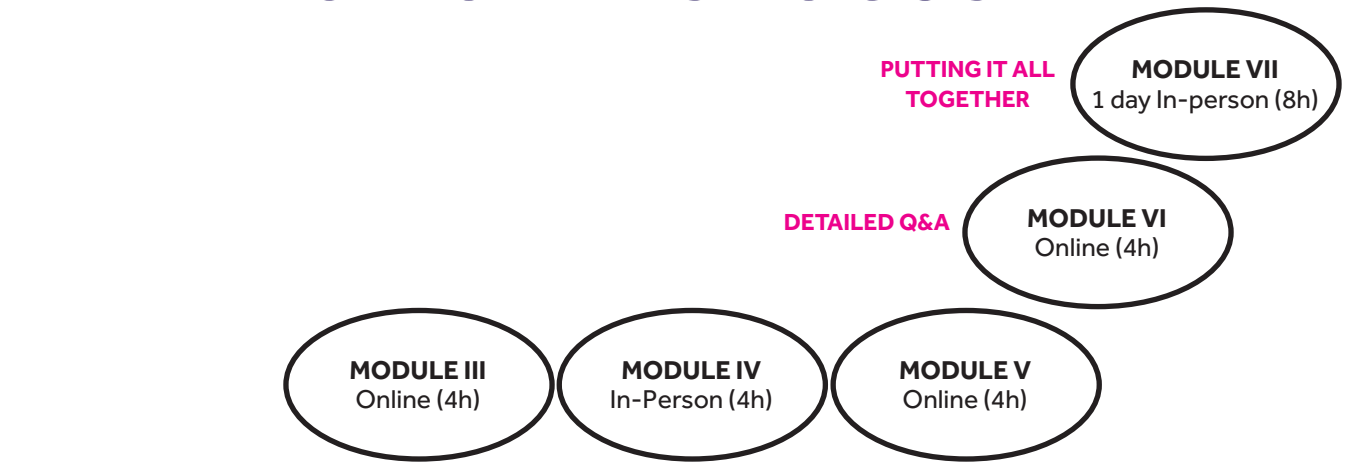 PUTTING IT ALL
TOGETHER
MODULE VII
1 day In-person (8h)
DETAILED Q&A
MODULE VI
Online (4h)
MODULE III
Online (4h)
MODULE IV
In-Person (4h)
MODULE V
Online (4h)